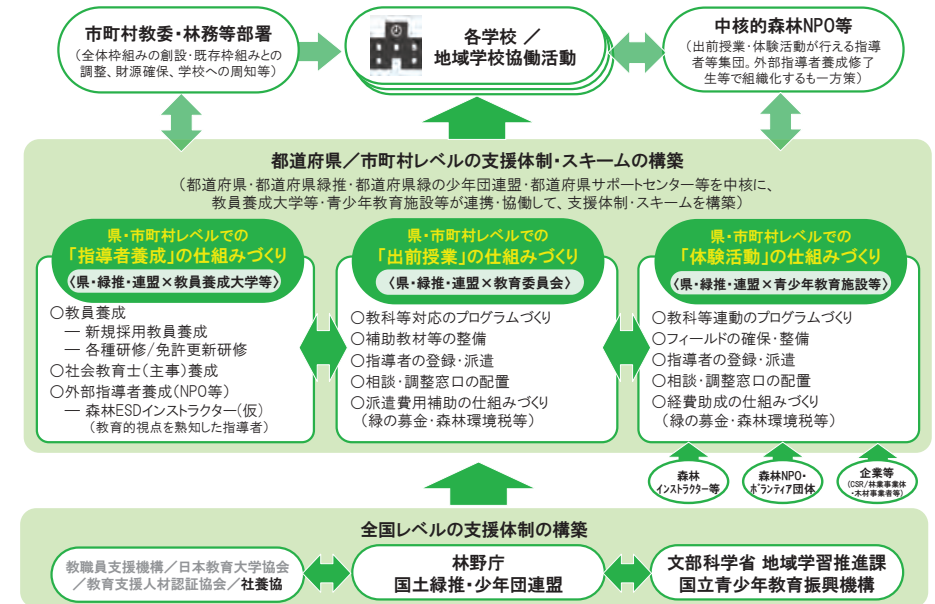 市町村教委・林務等部署
（全体枠組みの創設・既存枠組みとの
調整、財源確保、学校への周知等）
各学校 ／
地域学校協働活動
中核的森林NPO等
（出前授業・体験活動が行える指導
者等集団。外部指導者養成修了
生等で組織化するも一方策）
都道府県／市町村レベルの支援体制・スキームの構築
（都道府県・都道府県緑推・都道府県緑の少年団連盟・都道府県サポートセンター等を中核に、
教員養成大学等・青少年教育施設等が連携・協働して、支援体制・スキームを構築）
県・市町村レベルでの
「指導者養成」の仕組みづくり
〈県・緑推・連盟×教員養成大学等〉
○教員養成
― 新規採用教員養成
― 各種研修/免許更新研修
○社会教育士（主事）養成
○外部指導者養成（NPO等）
― 森林ESDインストラクター（仮）
（教育的視点を熟知した指導者）
県・市町村レベルでの
「出前授業」の仕組みづくり
〈県・緑推・連盟×教育委員会〉
○教科等対応のプログラムづくり
○補助教材等の整備
○指導者の登録・派遣
○相談・調整窓口の配置
○派遣費用補助の仕組みづくり
（緑の募金・森林環境税等）
県・市町村レベルでの
「体験活動」の仕組みづくり
〈県・緑推・連盟×青少年教育施設等〉
○教科等連動のプログラムづくり
○フィールドの確保・整備
○指導者の登録・派遣
○相談・調整窓口の配置
○経費助成の仕組みづくり
（緑の募金・森林環境税等）
森林
インストラクター等
森林NPO・
ボランティア団体
企業等
（CSR/林業事業体
・木材事業者等）
全国レベルの支援体制の構築
教職員支援機構／日本教育大学協会
／教育支援人材認証協会／社養協
林野庁
国土緑推・少年団連盟
文部科学省 地域学習推進課
国立青少年教育振興機構